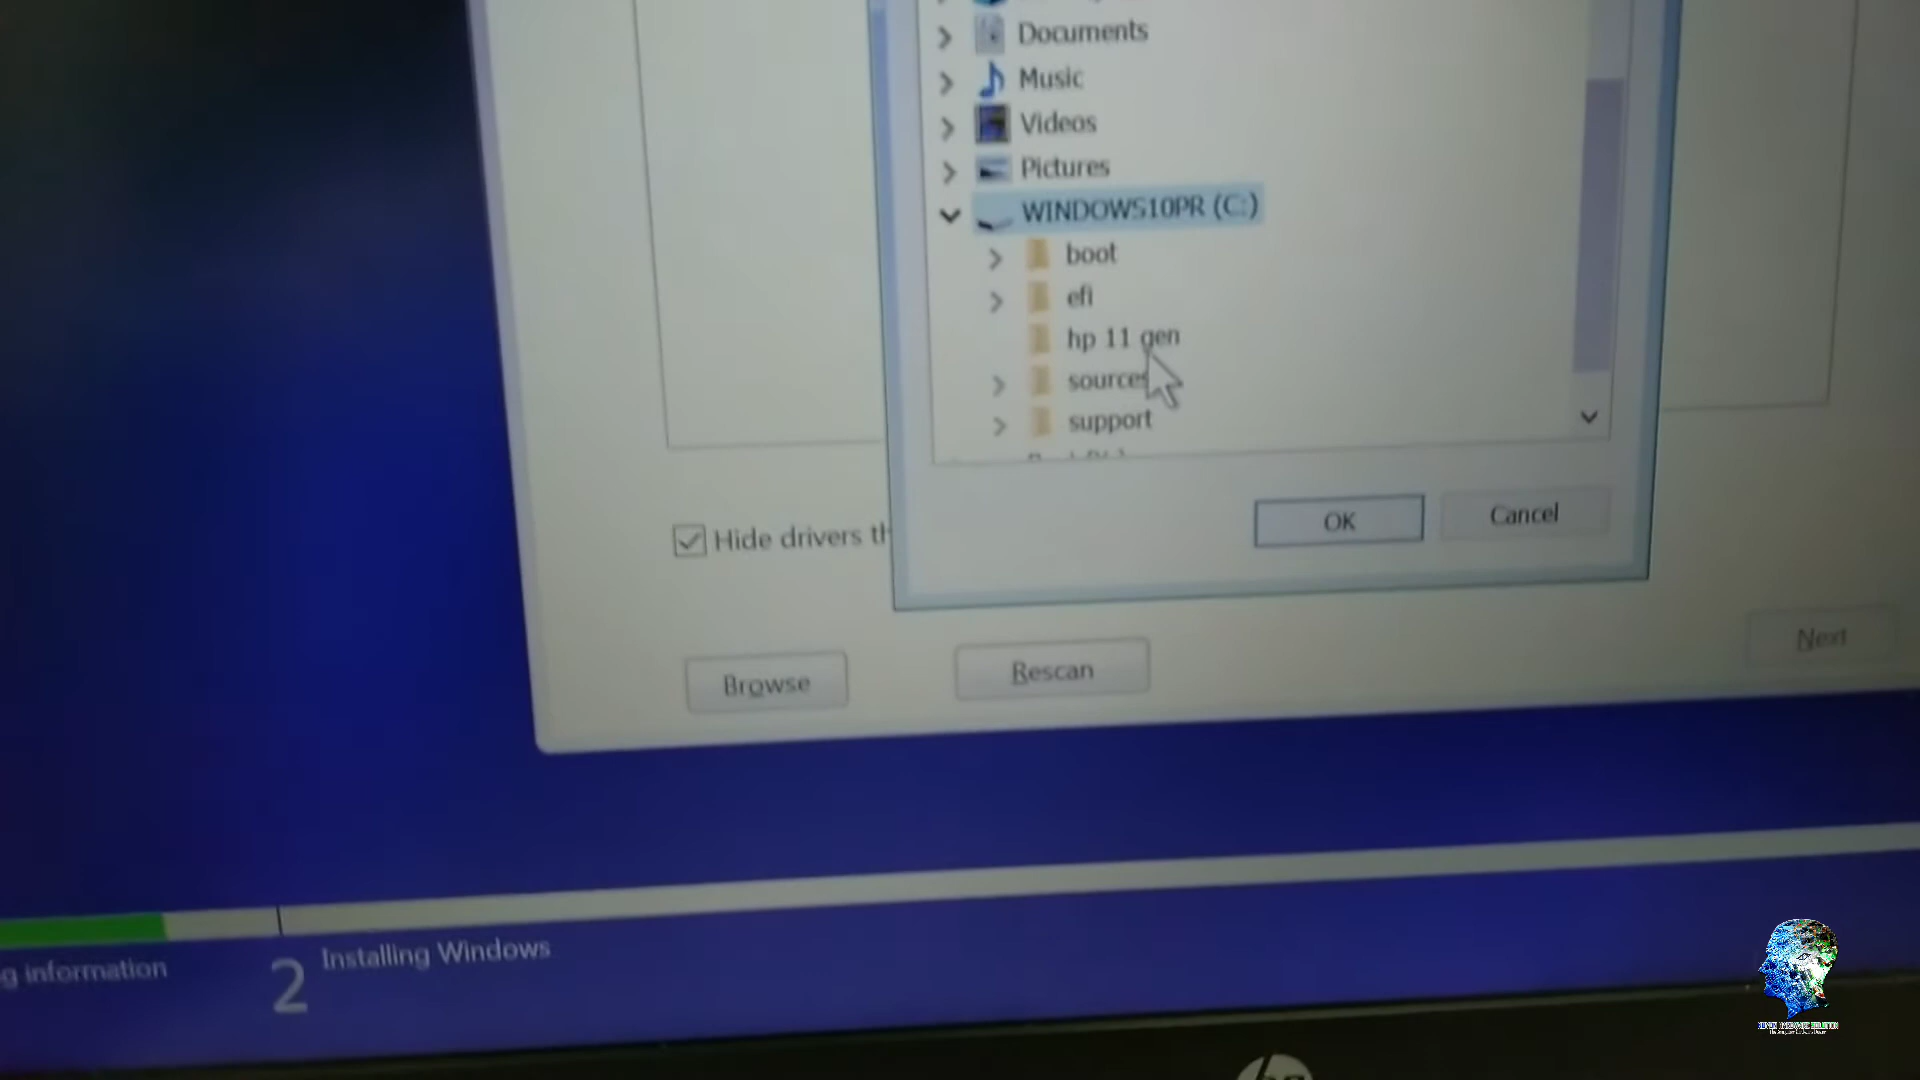 Documents
Music
Videos
Pictures
WINDOWS10PR (C:)
boot
efi
hp 11 gen
sources
support
OK
Cancel
Hide drivers th
Browse
Rescan
Next
g information
2
Installing Windows